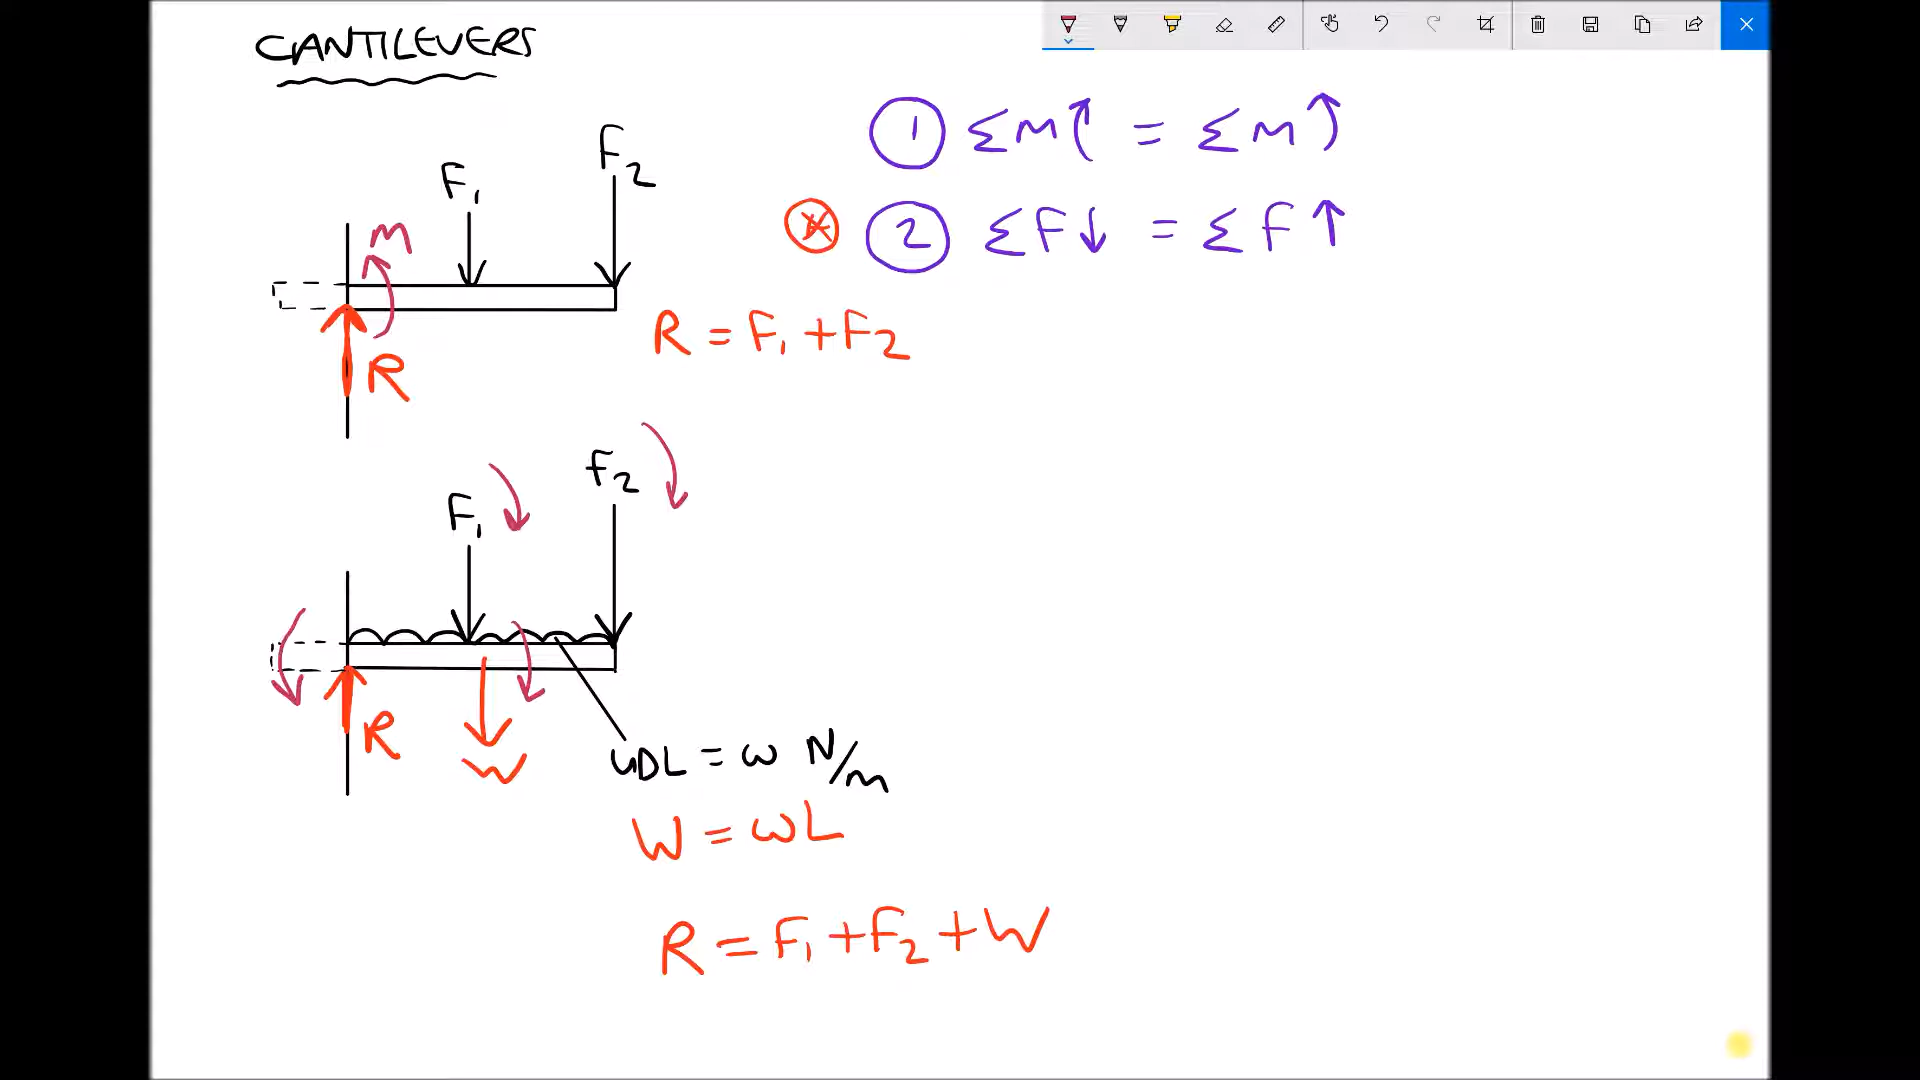 CANTILEVERS
① ΣM↑ = ΣM↑
② ΣF↓ = ΣF↑
F₁
F₂
M
R
R = F₁ + F₂
F₁
F₂
R
W
UDL = ω N/m
W = ωL
R = F₁ + F₂ + W